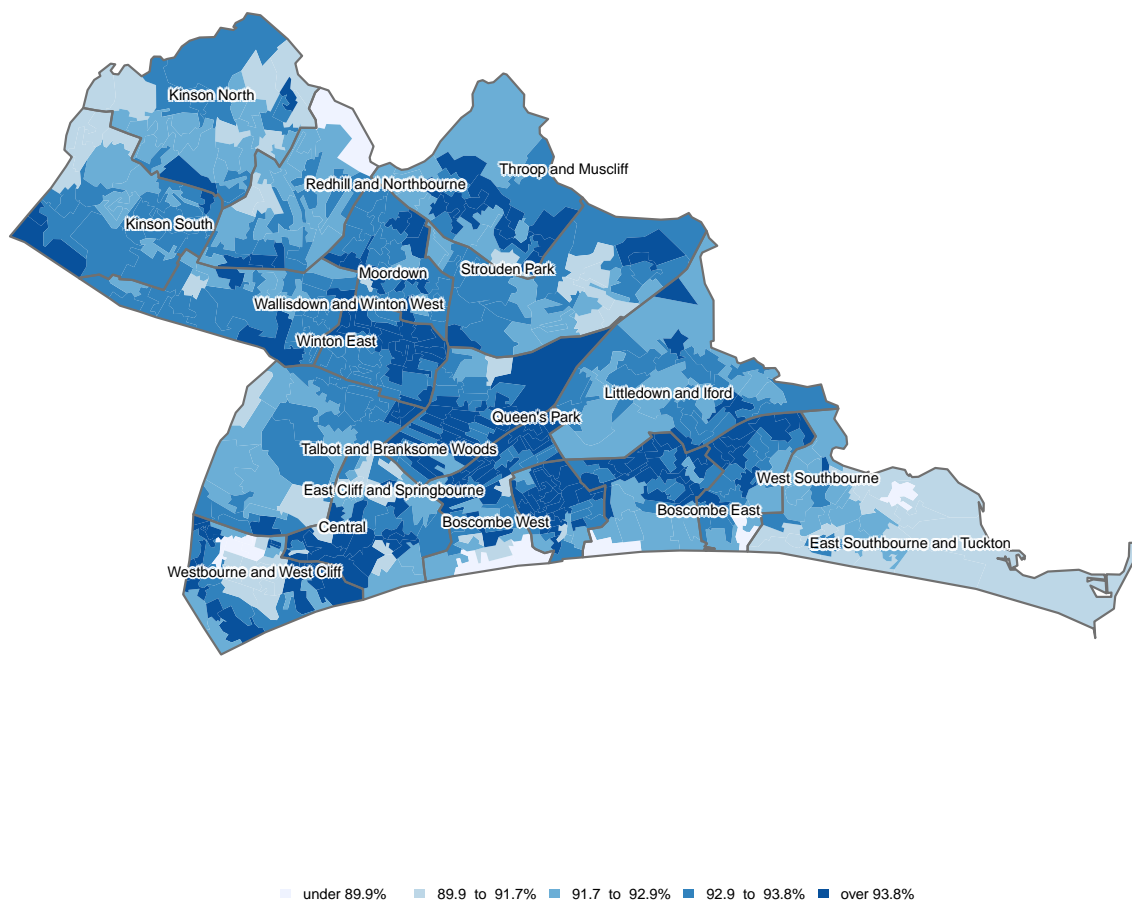 Kinson North
Throop and Muscliff
Redhill and Northbourne
Kinson South
Strouden Park
Moordown
Wallisdown and Winton West
Winton East
Littledown and Iford
Queen's Park
Talbot and Branksome Woods
West Southbourne
East Cliff and Springbourne
Boscombe East
Boscombe West
Central
East Southbourne and Tuckton
Westbourne and West Cliff
under 89.9% 89.9 to 91.7% 91.7 to 92.9% 92.9 to 93.8% over 93.8%